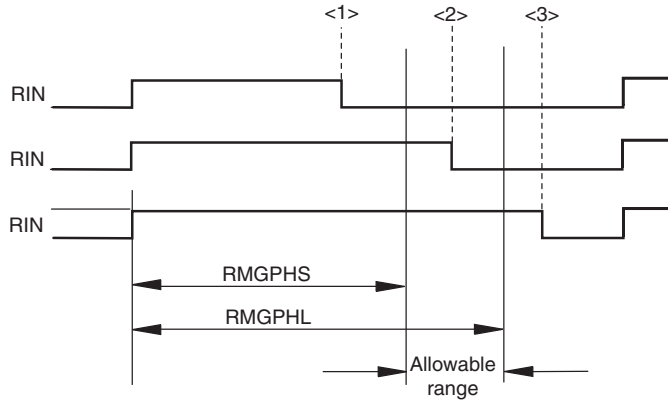 <1>
<2>
<3>
RIN
RIN
RIN
RMGPHS
RMGPHL
Allowable
range